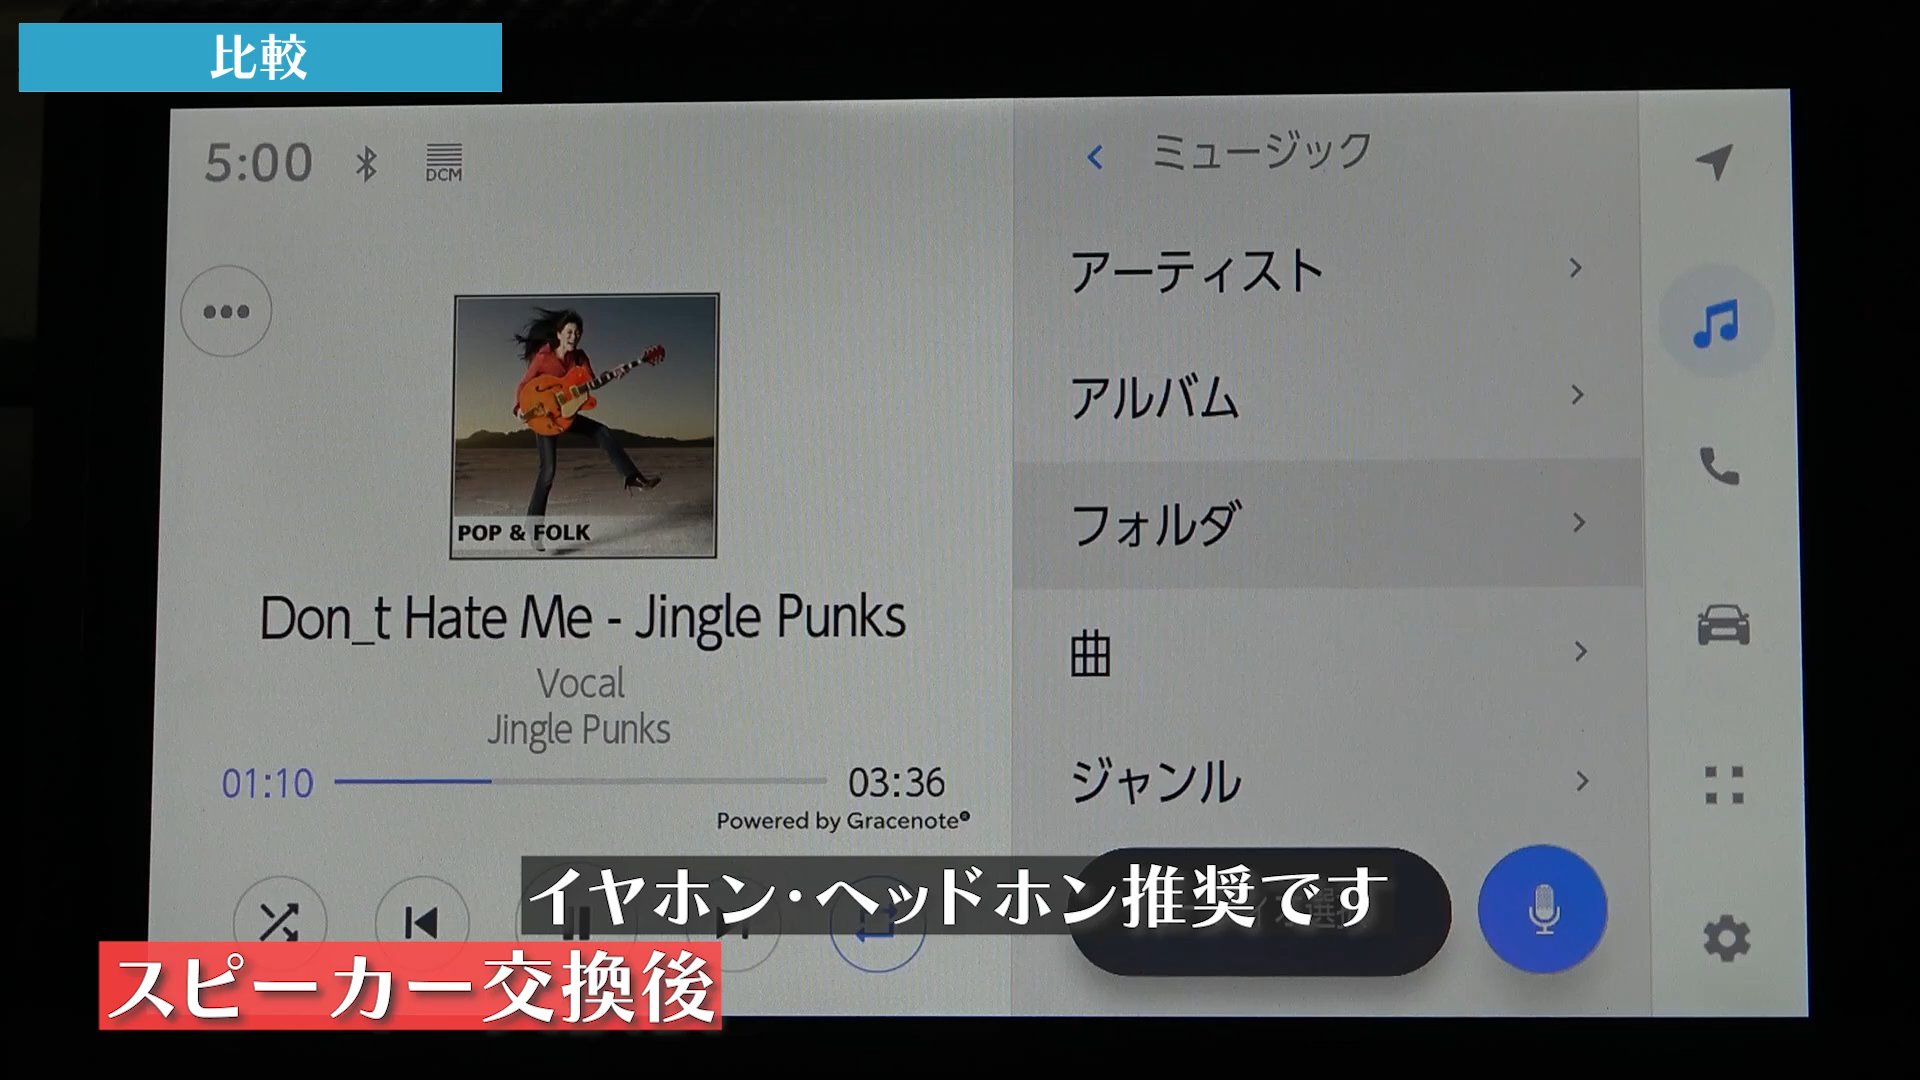 比較
5:00
DCM
ミュージック
アーティスト
アルバム
フォルダ
曲
ジャンル
POP & FOLK
Don_t Hate Me - Jingle Punks
Vocal
Jingle Punks
01:10
03:36
Powered by Gracenote®
イヤホン・ヘッドホン推奨です
スピーカー交換後